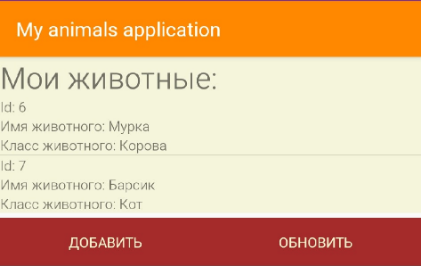 My animals application
Мои животные:
Id: 6
Имя животного: Мурка
Класс животного: Корова
Id: 7
Имя животного: Барсик
Класс животного: Кот
ДОБАВИТЬ
ОБНОВИТЬ